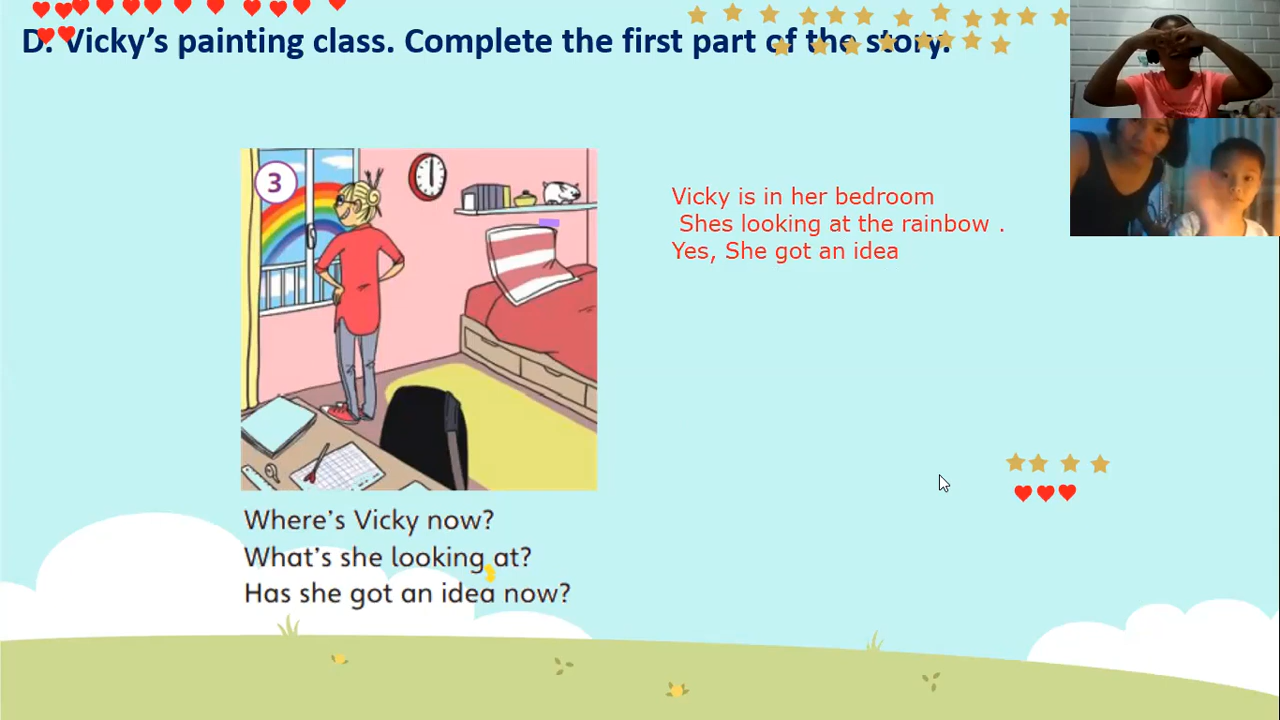 D. Vicky's painting class. Complete the first part of the story.
3
Vicky is in her bedroom
Shes looking at the rainbow .
Yes, She got an idea
Where's Vicky now?
What's she looking at?
Has she got an idea now?